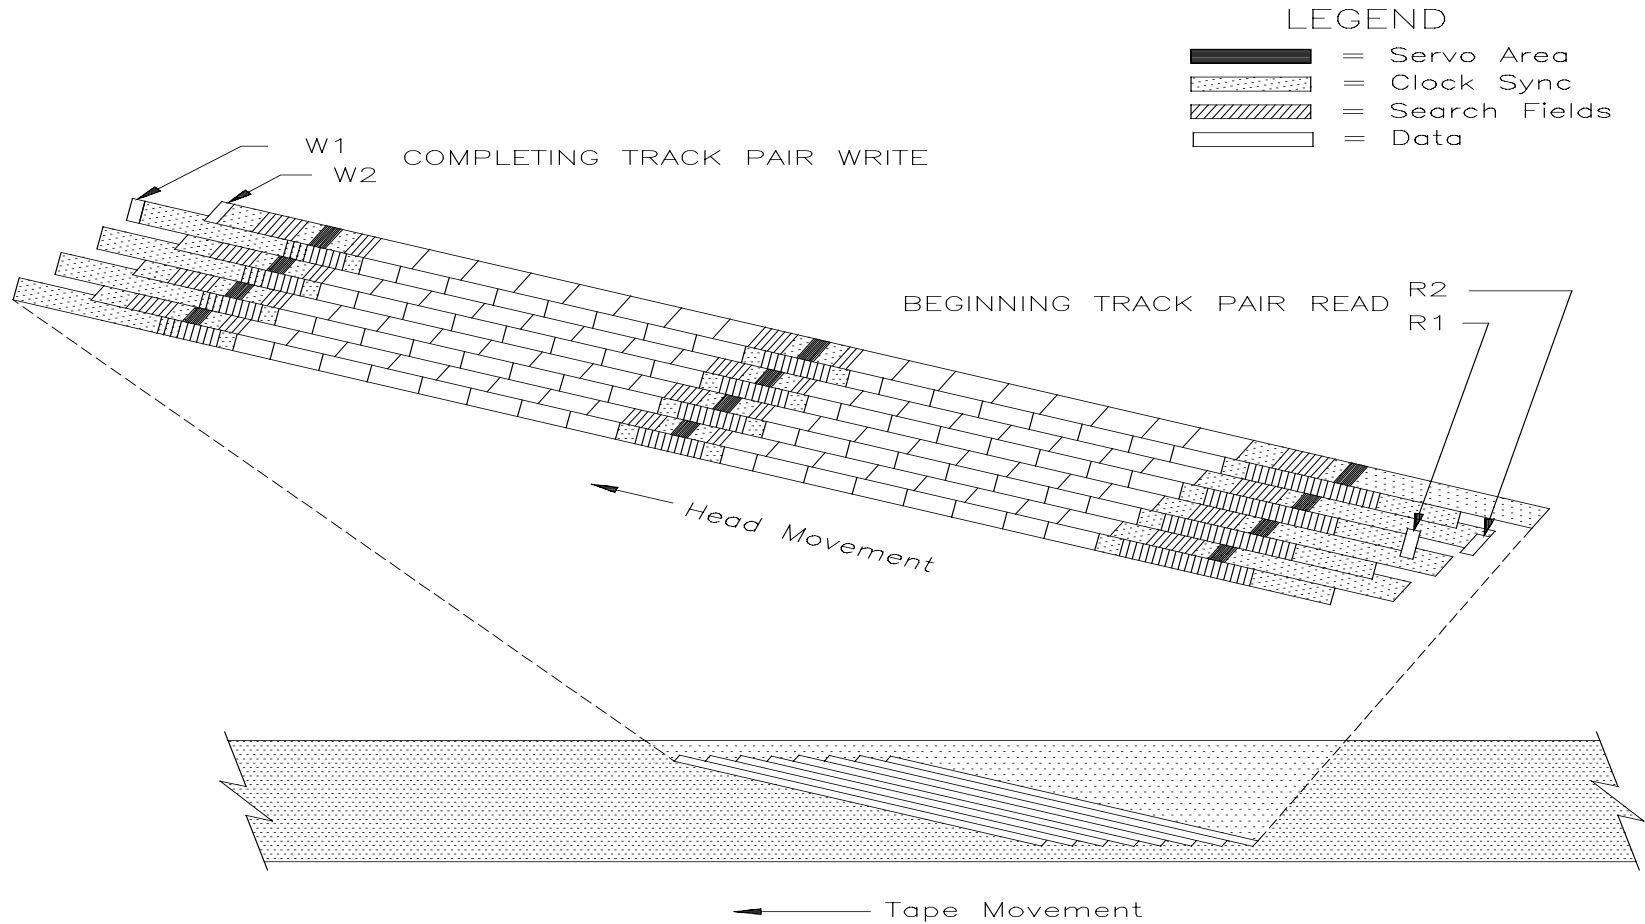 LEGEND
= Servo Area
= Clock Sync
= Search Fields
= Data
W1
W2
COMPLETING TRACK PAIR WRITE
BEGINNING TRACK PAIR READ
R2
R1
Head Movement
Tape Movement